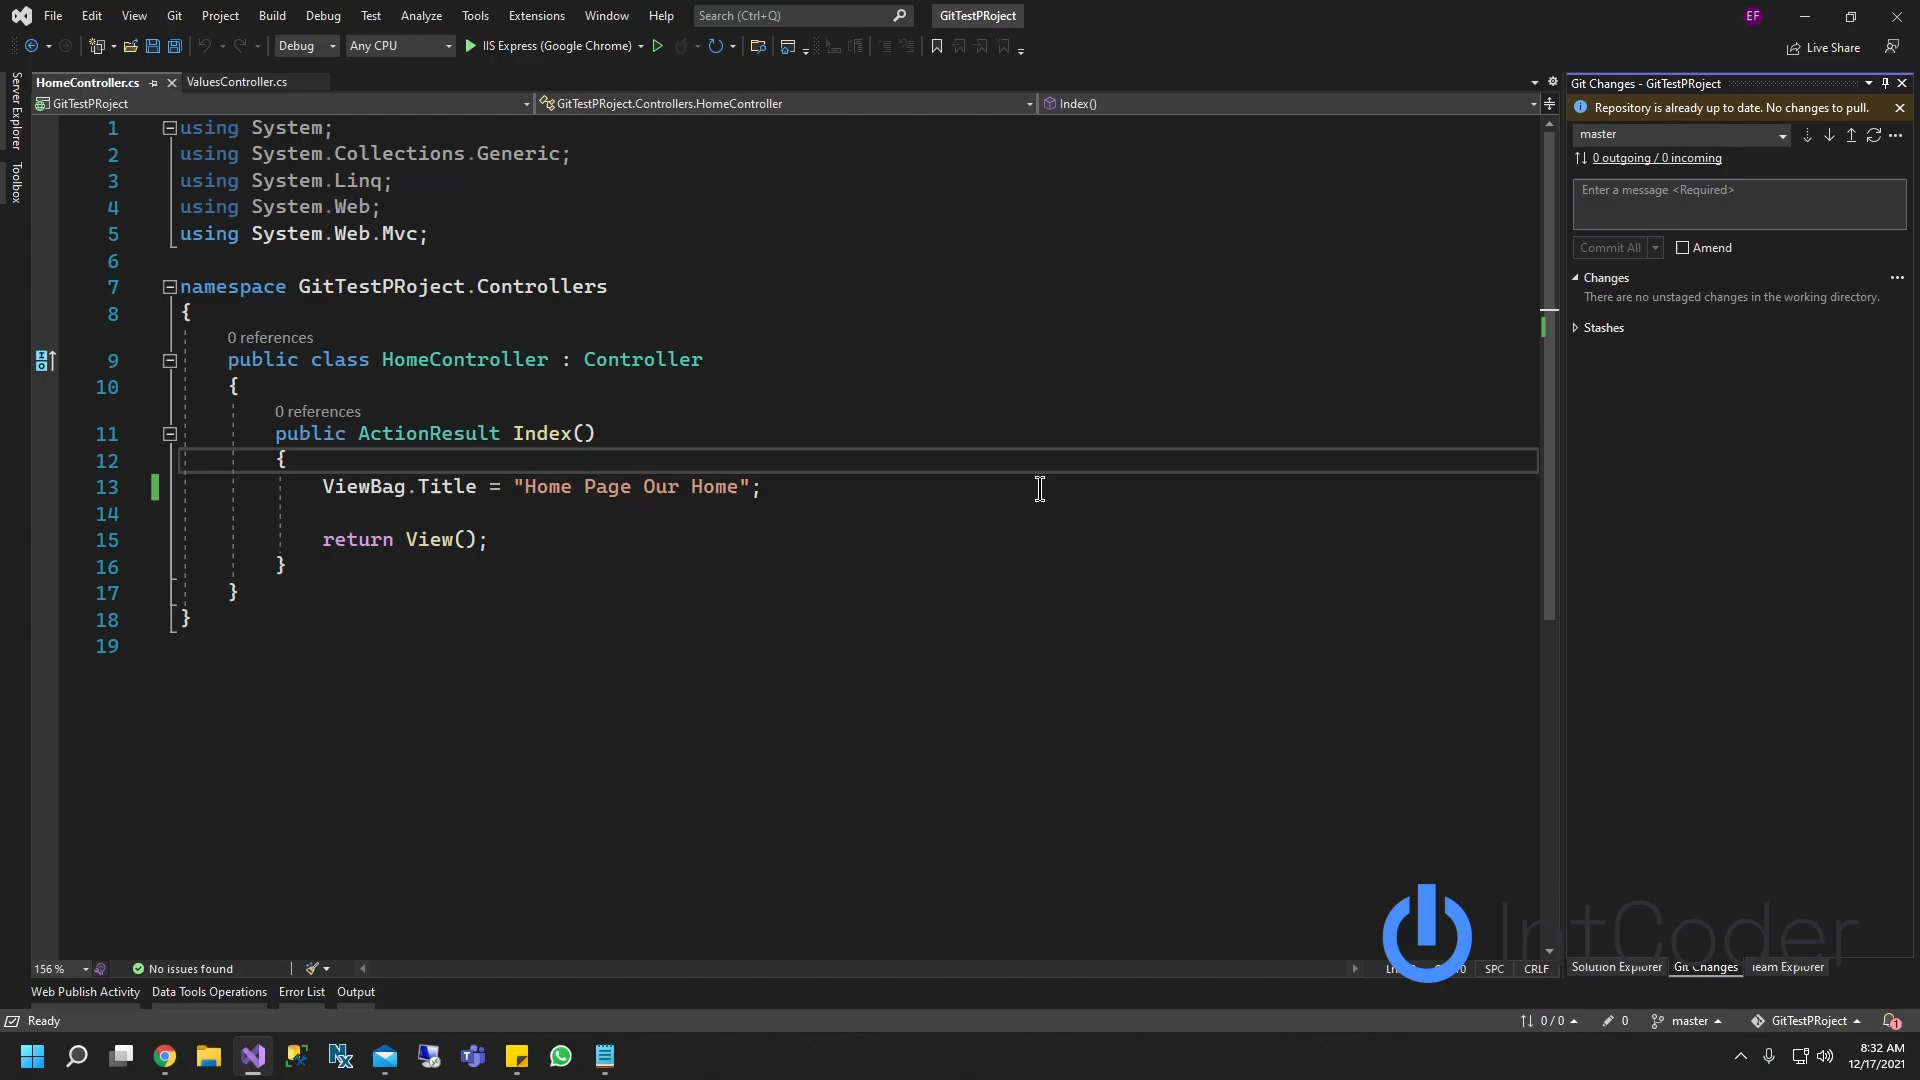 File Edit View Git Project Build Debug Test Analyze Tools Extensions Window Help Search (Ctrl+Q) GitTestPRoject EF
Debug Any CPU IIS Express (Google Chrome) Live Share
Server Explorer
Toolbox
HomeController.cs ValuesController.cs
GitTestPRoject GitTestPRoject.Controllers.HomeController Index()
1 using System;
2 using System.Collections.Generic;
3 using System.Linq;
4 using System.Web;
5 using System.Web.Mvc;
6
7 namespace GitTestPRoject.Controllers
8 {
0 references
9 public class HomeController : Controller
10 {
0 references
11 public ActionResult Index()
12 {
13 ViewBag.Title = "Home Page Our Home";
14
15 return View();
16 }
17 }
18 }
19
Git Changes - GitTestPRoject
Repository is already up to date. No changes to pull.
master
0 outgoing / 0 incoming
Enter a message <Required>
Commit All Amend
Changes
There are no unstaged changes in the working directory.
Stashes
IntCoder
156 % No issues found SPC CRLF
Solution Explorer Git Changes Team Explorer
Web Publish Activity Data Tools Operations Error List Output
Ready 0 / 0 0 master GitTestPRoject 1
8:32 AM
12/17/2021